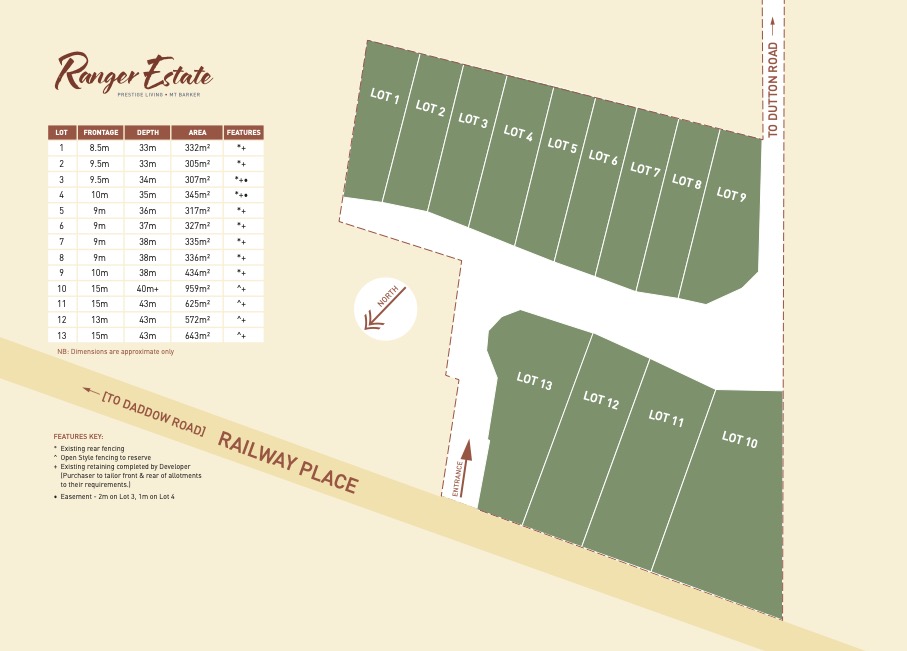 Ranger Estate
PRESTIGE LIVING • MT BARKER
LOT FRONTAGE DEPTH AREA FEATURES
1 8.5m 33m 332m² *+
2 9.5m 33m 305m² *+
3 9.5m 34m 307m² *+•
4 10m 35m 345m² *+•
5 9m 36m 317m² *+
6 9m 37m 327m² *+
7 9m 38m 335m² *+
8 9m 38m 336m² *+
9 10m 38m 434m² *+
10 15m 40m+ 959m² ^+
11 15m 43m 625m² ^+
12 13m 43m 572m² ^+
13 15m 43m 643m² ^+
NB: Dimensions are approximate only
[TO DADDOW ROAD]
RAILWAY PLACE
FEATURES KEY:
* Existing rear fencing
^ Open Style fencing to reserve
+ Existing retaining completed by Developer
(Purchaser to tailor front & rear of allotments
to their requirements.)
• Easement - 2m on Lot 3, 1m on Lot 4
LOT 1
LOT 2
LOT 3
LOT 4
LOT 5
LOT 6
LOT 7
LOT 8
LOT 9
TO DUTTON ROAD
NORTH
LOT 13
LOT 12
LOT 11
LOT 10
ENTRANCE